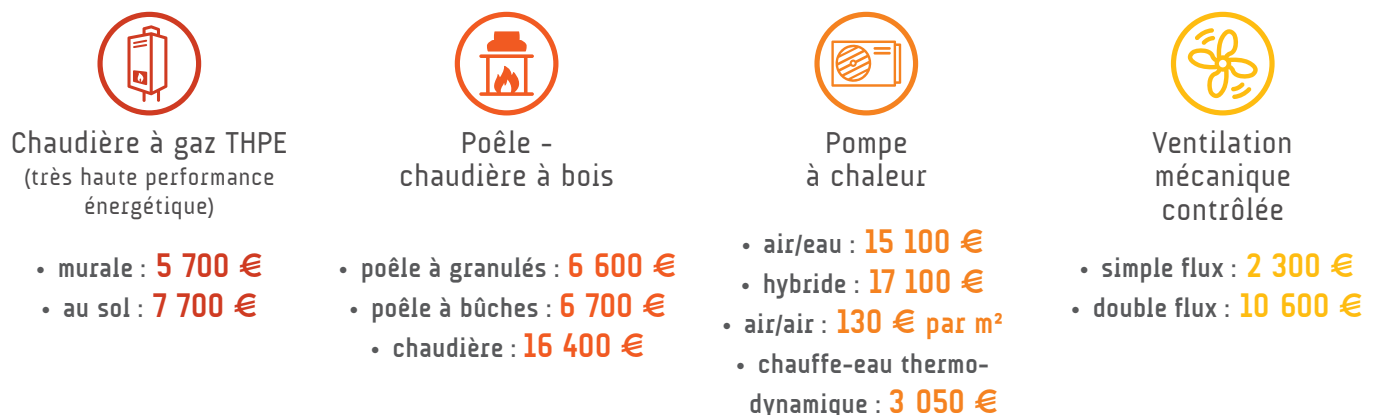 Chaudière à gaz THPE
(très haute performance
énergétique)
• murale : 5 700 €
• au sol : 7 700 €
Poêle -
chaudière à bois
• poêle à granulés : 6 600 €
• poêle à bûches : 6 700 €
• chaudière : 16 400 €
Pompe
à chaleur
• air/eau : 15 100 €
• hybride : 17 100 €
• air/air : 130 € par m²
• chauffe-eau thermo-
dynamique : 3 050 €
Ventilation
mécanique
contrôlée
• simple flux : 2 300 €
• double flux : 10 600 €